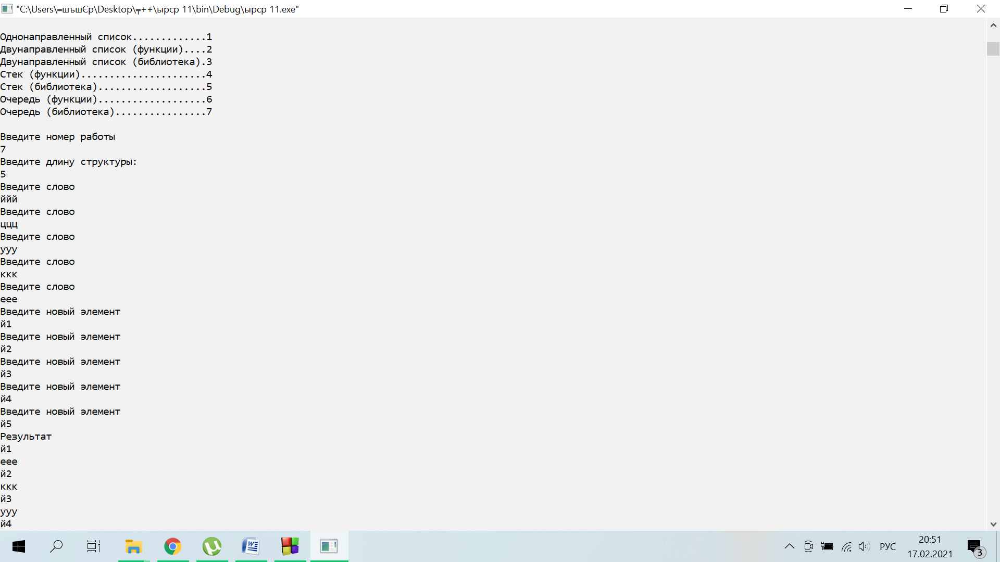 "C:\Users\═шъшЄр\Desktop\╤++\ырср 11\bin\Debug\ырср 11.exe"
Однонаправленный список.............1
Двунаправленный список (функции)....2
Двунаправленный список (библиотека).3
Стек (функции)......................4
Стек (библиотека)...................5
Очередь (функции)...................6
Очередь (библиотека)................7
Введите номер работы
7
Введите длину структуры:
5
Введите слово
ййй
Введите слово
ццц
Введите слово
ууу
Введите слово
ккк
Введите слово
еее
Введите новый элемент
й1
Введите новый элемент
й2
Введите новый элемент
й3
Введите новый элемент
й4
Введите новый элемент
й5
Результат
й1
еее
й2
ккк
й3
ууу
й4
РУС
20:51
17.02.2021
3